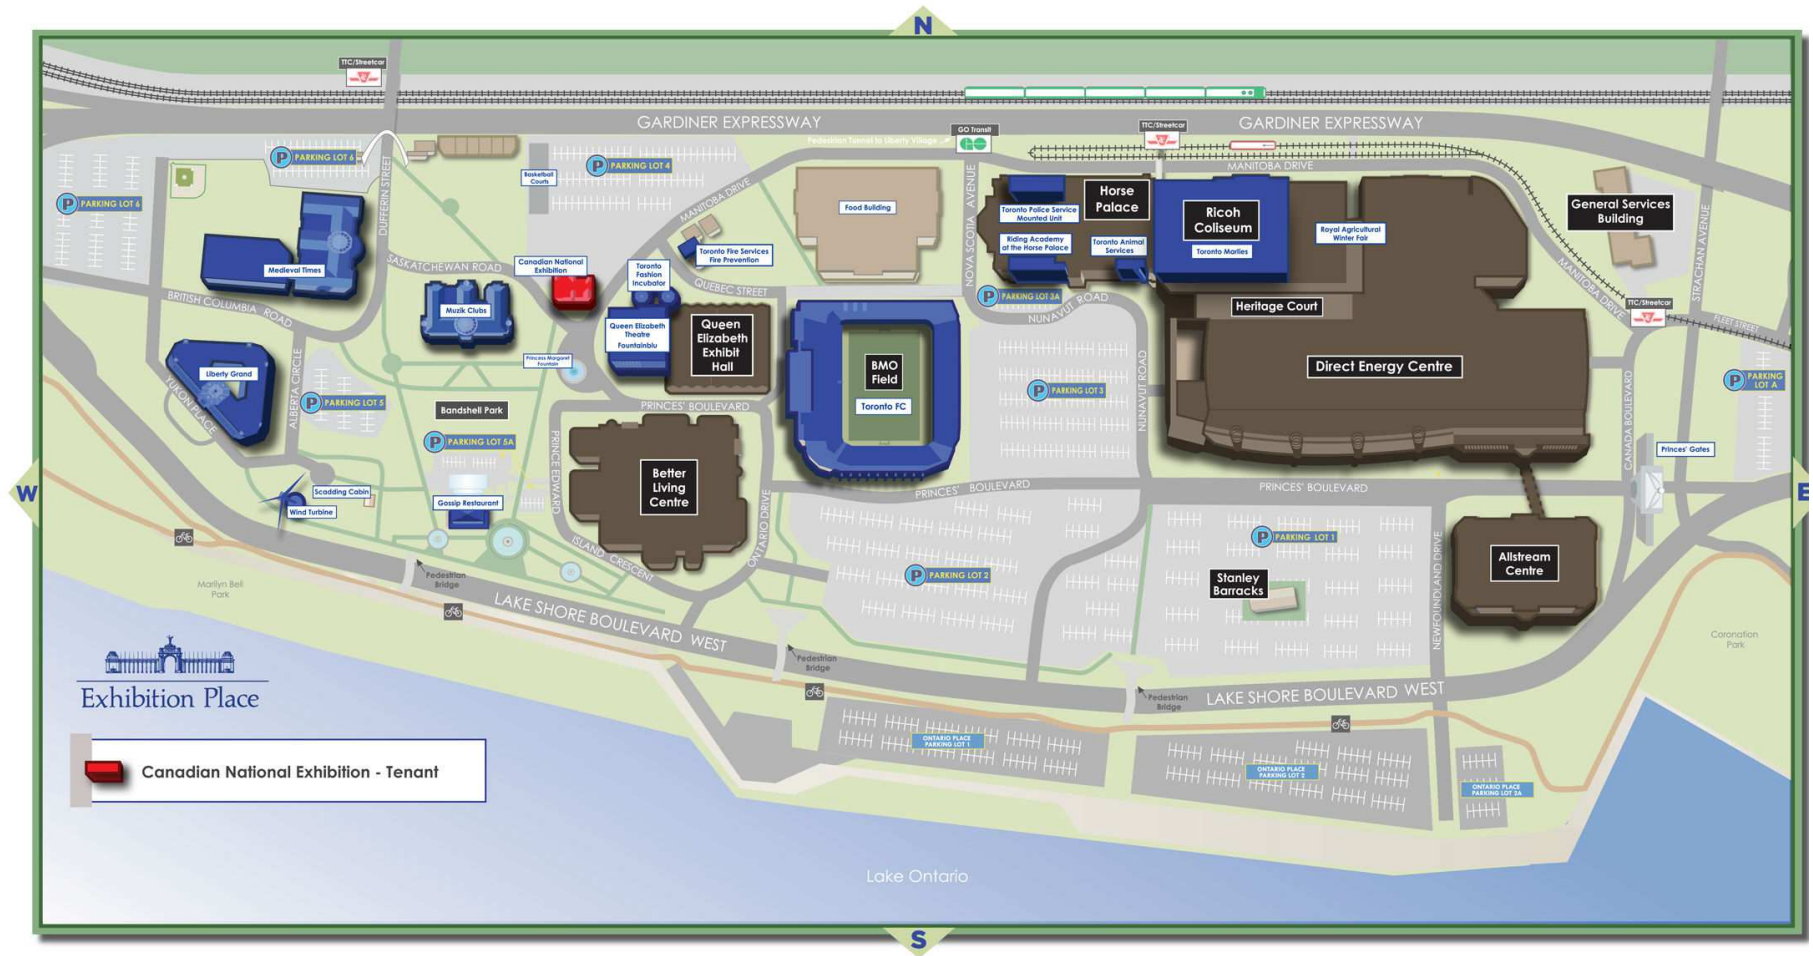 N
TTC/Streetcar
GARDINER EXPRESSWAY
GARDINER EXPRESSWAY
Pedestrian Tunnel to Liberty Village
GO Transit
GO
TTC/Streetcar
MANITOBA DRIVE
P PARKING LOT 6
P PARKING LOT 6
P PARKING LOT 4
Basketball
Courts
MANITOBA DRIVE
DUFFERIN STREET
Food Building
NOVA SCOTIA AVENUE
Horse
Palace
Toronto Police Service
Mounted Unit
Riding Academy
at the Horse Palace
Toronto Animal
Services
Ricoh
Coliseum
Toronto Marlies
Royal Agricultural
Winter Fair
General Services
Building
STRACHAN AVENUE
MANITOBA DRIVE
TTC/Streetcar
FLEET STREET
Medieval Times
SASKATCHEWAN ROAD
Canadian National
Exhibition
Toronto Fire Services
Fire Prevention
Toronto
Fashion
Incubator
QUEBEC STREET
P PARKING LOT 3A
NUNAVUT ROAD
Heritage Court
BRITISH COLUMBIA ROAD
Muzik Clubs
Queen Elizabeth
Theatre
Fountainblu
Queen
Elizabeth
Exhibit
Hall
BMO
Field
Toronto FC
Direct Energy Centre
Princess Margaret
Fountain
Liberty Grand
YUKON PLACE
ALBERTA CIRCLE
P PARKING LOT 5
P PARKING LOT 3
NUNAVUT ROAD
P PARKING
LOT A
CANADA BOULEVARD
Bandshell Park
PRINCES' BOULEVARD
P PARKING LOT 5A
PRINCE EDWARD
ISLAND CRESCENT
Better
Living
Centre
ONTARIO DRIVE
Princes' Gates
W
E
Scadding Cabin
Wind Turbine
Gossip Restaurant
PRINCES' BOULEVARD
PRINCES' BOULEVARD
P PARKING LOT 1
P PARKING LOT 2
Stanley
Barracks
NEWFOUNDLAND DRIVE
Allstream
Centre
Marilyn Bell
Park
Pedestrian
Bridge
LAKE SHORE BOULEVARD WEST
Pedestrian
Bridge
Pedestrian
Bridge
LAKE SHORE BOULEVARD WEST
Coronation
Park
Exhibition Place
ONTARIO PLACE
PARKING LOT 1
ONTARIO PLACE
PARKING LOT 2
ONTARIO PLACE
PARKING LOT 2A
Canadian National Exhibition - Tenant
Lake Ontario
S